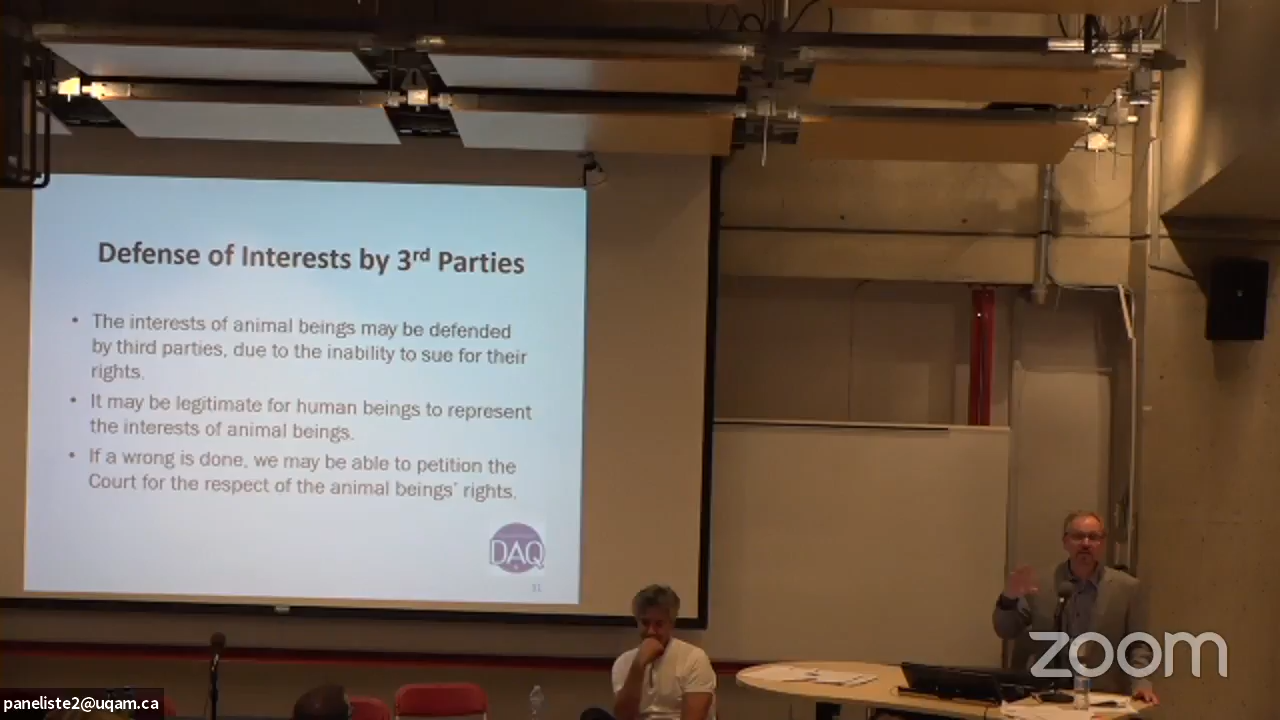 Defense of Interests by 3rd Parties
• The interests of animal beings may be defended
by third parties, due to the inability to sue for their
rights.
• It may be legitimate for human beings to represent
the interests of animal beings.
• If a wrong is done, we may be able to petition the
Court for the respect of the animal beings' rights.
DAQ
zoom
paneliste2@uqam.ca